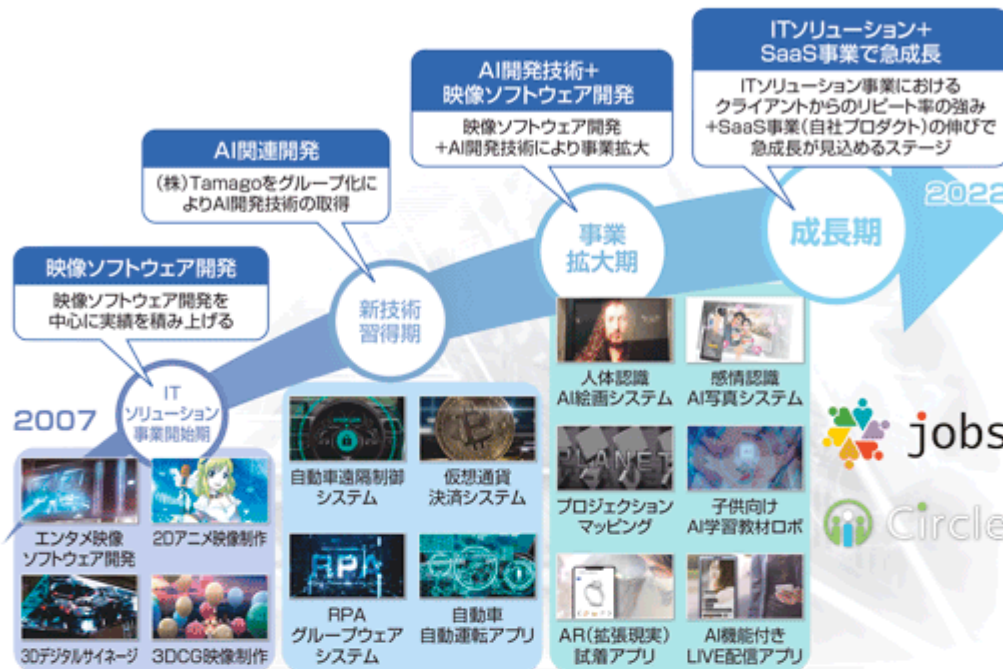 ITソリューション+
SaaS事業で急成長
ITソリューション事業における
クライアントからのリピート率の強み
+SaaS事業(自社プロダクト)の伸びで
急成長が見込めるステージ
AI開発技術+
映像ソフトウェア開発
映像ソフトウェア開発
+AI開発技術により事業拡大
AI関連開発
(株)Tamagoをグループ化に
よりAI開発技術の取得
映像ソフトウェア開発
映像ソフトウェア開発を
中心に実績を積み上げる
2007
IT
ソリューション
事業開始期
新技術
習得期
事業
拡大期
成長期
2022
エンタメ映像
ソフトウェア開発
2Dアニメ映像制作
3Dデジタルサイネージ
3DCG映像制作
自動車遠隔制御
システム
仮想通貨
決済システム
RPA
RPA
グループウェア
システム
自動車
自動運転アプリ
人体認識
AI絵画システム
感情認識
AI写真システム
PLANET
プロジェクション
マッピング
子供向け
AI学習教材ロボ
AR(拡張現実)
試着アプリ
AI機能付き
LIVE配信アプリ
jobs
Circle